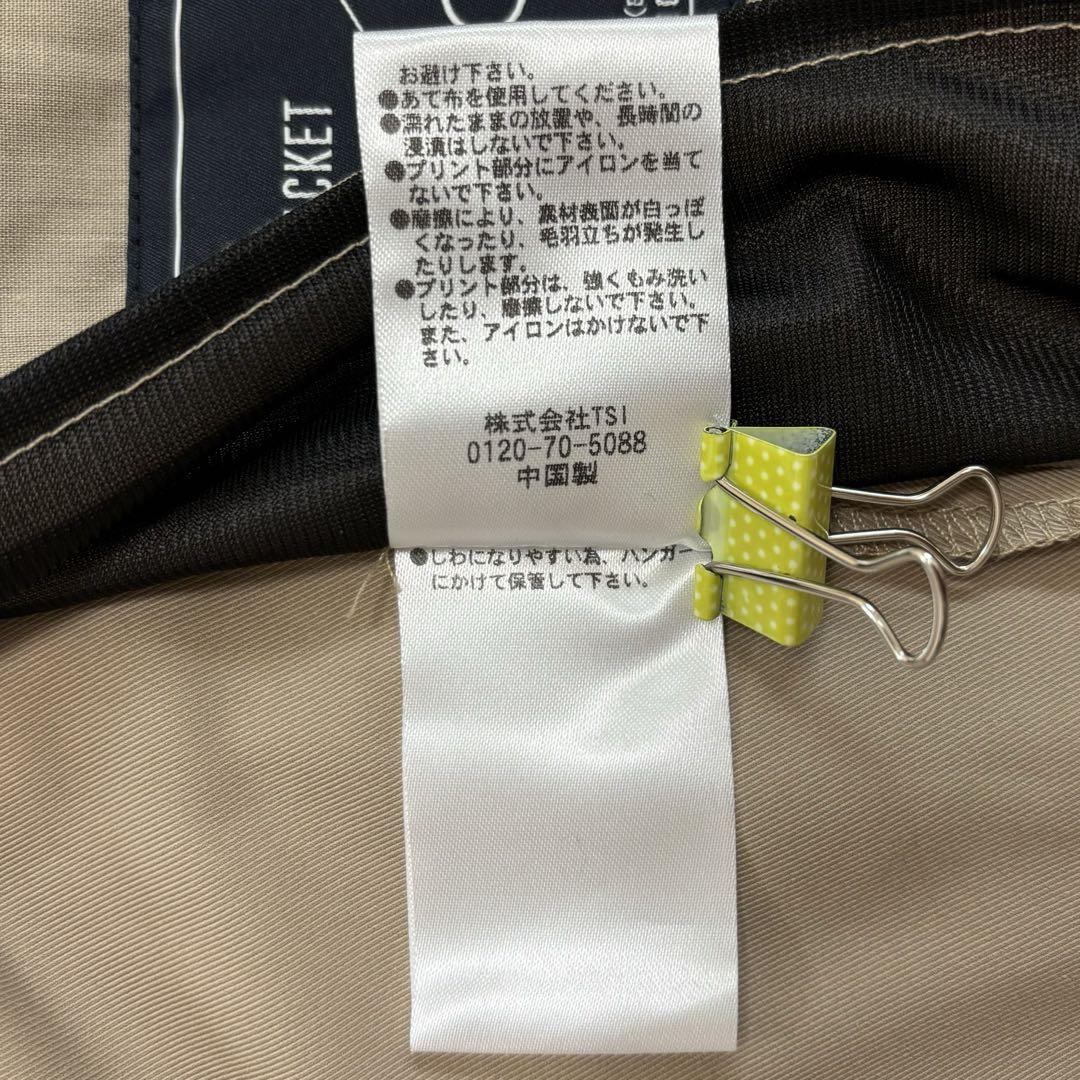 お避け下さい。
●あて布を使用してください。
●濡れたままの放置や、長時間の
浸漬はしないで下さい。
●プリント部分にアイロンを当て
ないで下さい。
●摩擦により、素材表面が白っぽ
くなったり、毛羽立ちが発生し
たりします。
●プリント部分は、強くもみ洗い
したり、摩擦しないで下さい。
また、アイロンはかけないで下
さい。
株式会社TSI
0120-70-5088
中国製
●しわになりやすい為、ハンガー
にかけて保管して下さい。
CKET